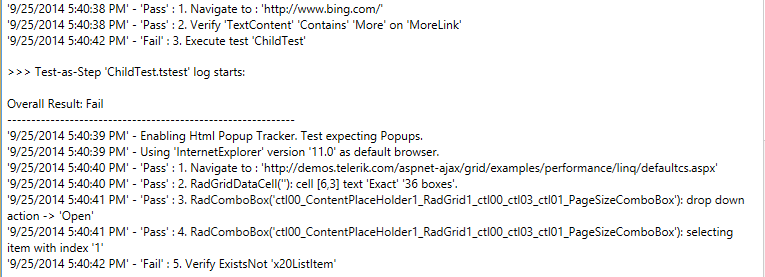 '9/25/2014 5:40:38 PM' - 'Pass' : 1. Navigate to : 'http://www.bing.com/'
'9/25/2014 5:40:38 PM' - 'Pass' : 2. Verify 'TextContent' 'Contains' 'More' on 'MoreLink'
'9/25/2014 5:40:42 PM' - 'Fail' : 3. Execute test 'ChildTest'
>>> Test-as-Step 'ChildTest.tstest' log starts:
Overall Result: Fail
------------------------------------------------------------
'9/25/2014 5:40:39 PM' - Enabling Html Popup Tracker. Test expecting Popups.
'9/25/2014 5:40:39 PM' - Using 'InternetExplorer' version '11.0' as default browser.
'9/25/2014 5:40:40 PM' - 'Pass' : 1. Navigate to : 'http://demos.telerik.com/aspnet-ajax/grid/examples/performance/linq/defaultcs.aspx'
'9/25/2014 5:40:40 PM' - 'Pass' : 2. RadGridDataCell(''): cell [6,3] text 'Exact' '36 boxes'.
'9/25/2014 5:40:41 PM' - 'Pass' : 3. RadComboBox('ctl00_ContentPlaceHolder1_RadGrid1_ctl00_ctl03_ctl01_PageSizeComboBox'): drop down
action -> 'Open'
'9/25/2014 5:40:41 PM' - 'Pass' : 4. RadComboBox('ctl00_ContentPlaceHolder1_RadGrid1_ctl00_ctl03_ctl01_PageSizeComboBox'): selecting
item with index '1'
'9/25/2014 5:40:42 PM' - 'Fail' : 5. Verify ExistsNot 'x20ListItem'